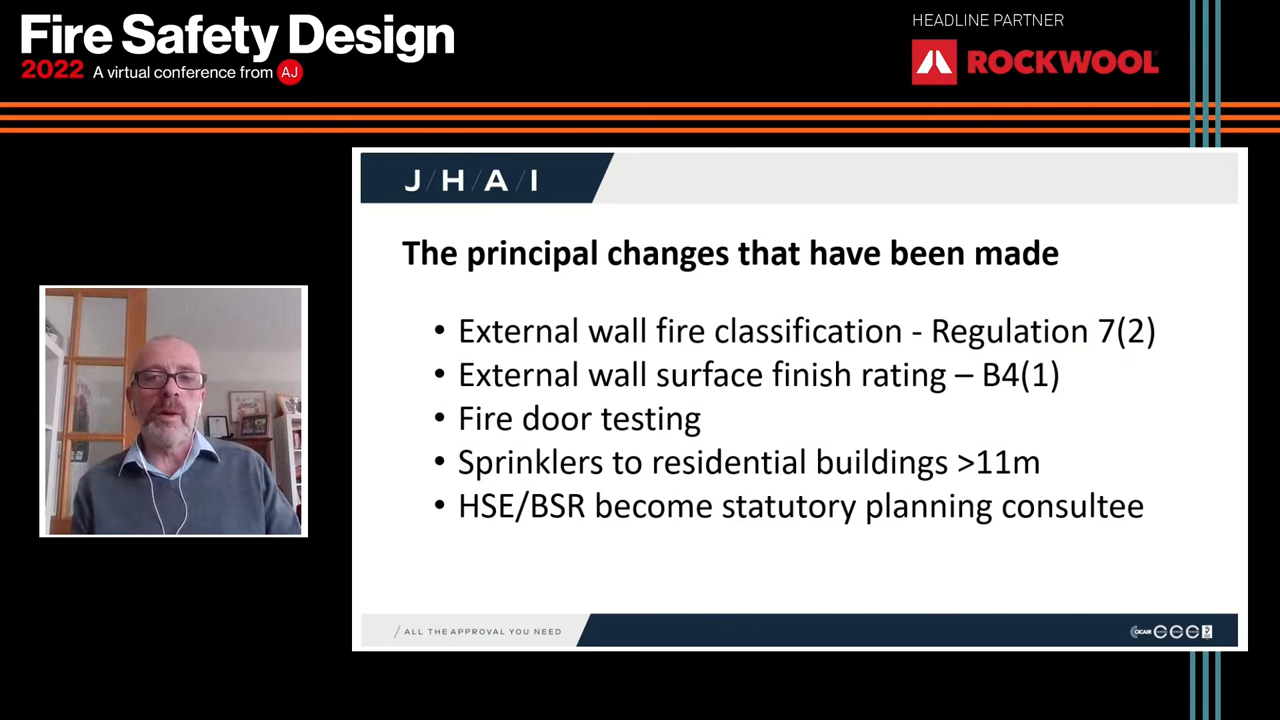 Fire Safety Design
2022 A virtual conference from AJ
HEADLINE PARTNER
ROCKWOOL
J/H/A/I
The principal changes that have been made
• External wall fire classification - Regulation 7(2)
• External wall surface finish rating – B4(1)
• Fire door testing
• Sprinklers to residential buildings >11m
• HSE/BSR become statutory planning consultee
/ ALL THE APPROVAL YOU NEED
CICAIR